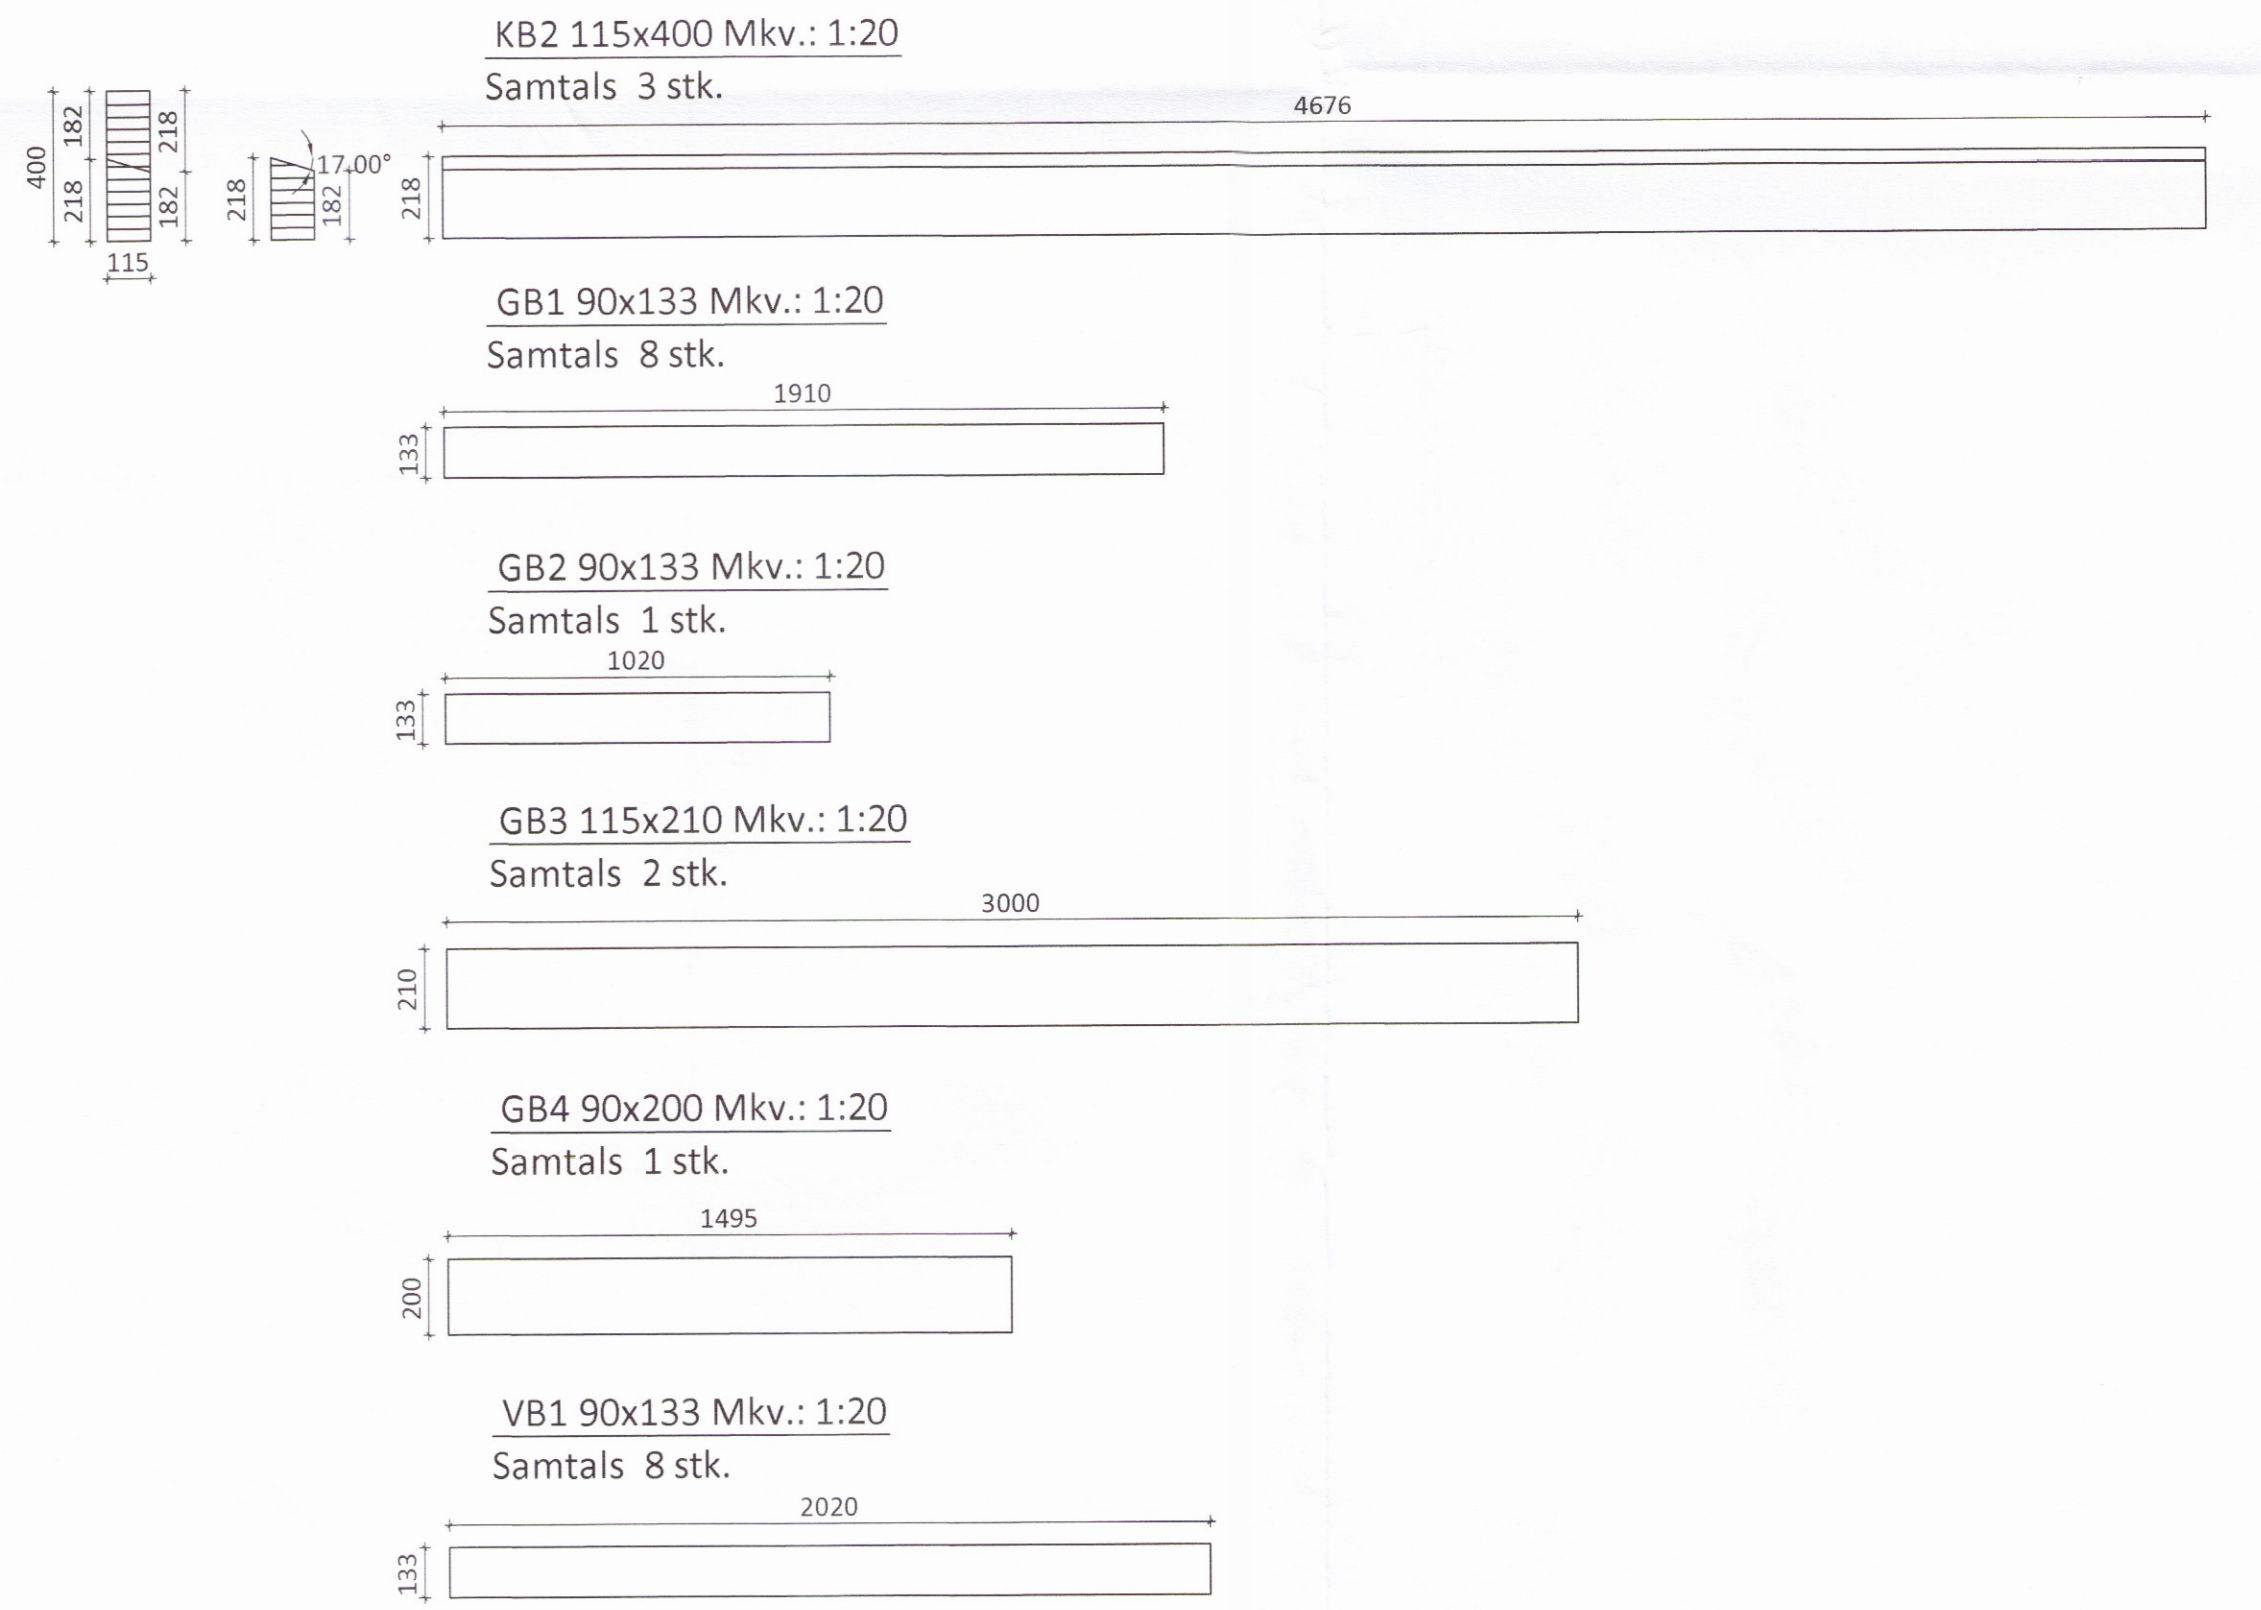 KB2 115x400 Mkv.: 1:20
Samtals 3 stk.
4676
400
182
218
218
182
115
218
17.00°
182
218
GB1 90x133 Mkv.: 1:20
Samtals 8 stk.
1910
133
GB2 90x133 Mkv.: 1:20
Samtals 1 stk.
1020
133
GB3 115x210 Mkv.: 1:20
Samtals 2 stk.
3000
210
GB4 90x200 Mkv.: 1:20
Samtals 1 stk.
1495
200
VB1 90x133 Mkv.: 1:20
Samtals 8 stk.
2020
133